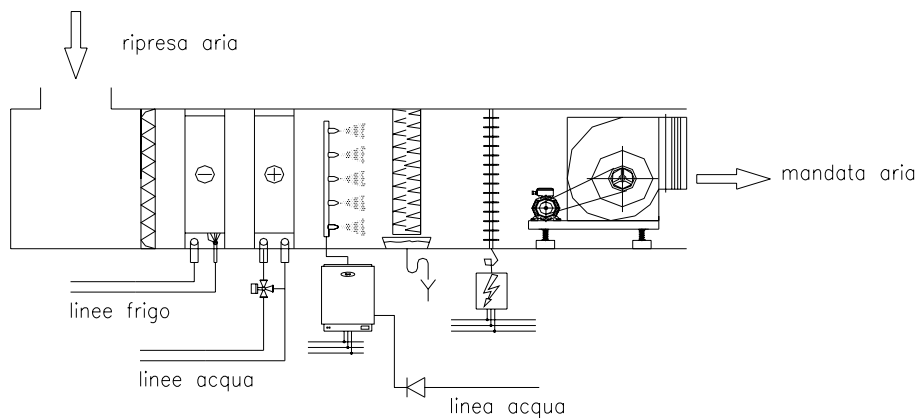 ripresa aria
mandata aria
linee frigo
linee acqua
linea acqua